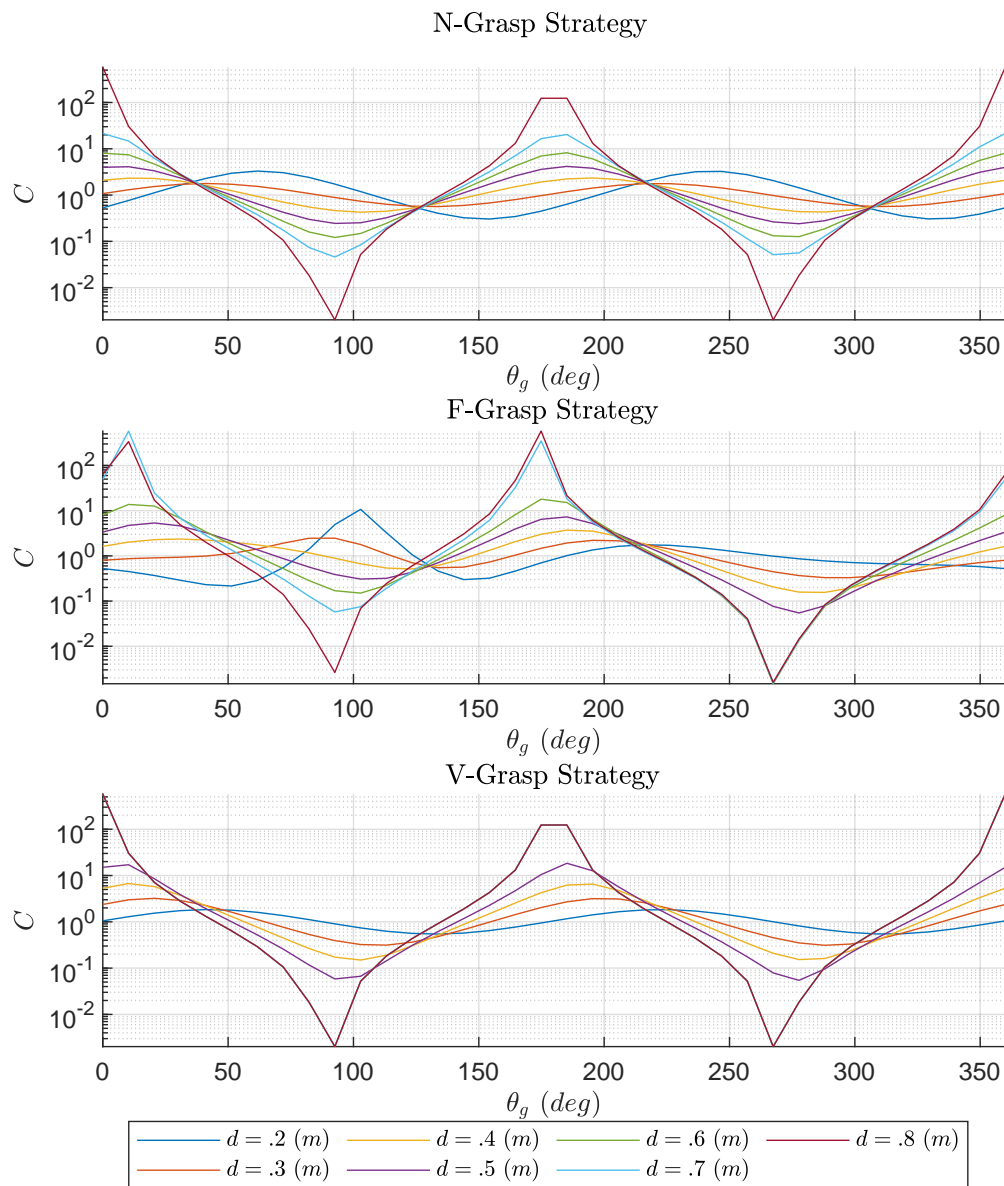 N-Grasp Strategy
10^2
10^1
10^0
10^-1
10^-2
C
0 50 100 150 200 250 300 350
θ_g (deg)
F-Grasp Strategy
10^2
10^1
10^0
10^-1
10^-2
C
0 50 100 150 200 250 300 350
θ_g (deg)
V-Grasp Strategy
10^2
10^1
10^0
10^-1
10^-2
C
0 50 100 150 200 250 300 350
θ_g (deg)
d = .2 (m) d = .4 (m) d = .6 (m) d = .8 (m)
d = .3 (m) d = .5 (m) d = .7 (m)